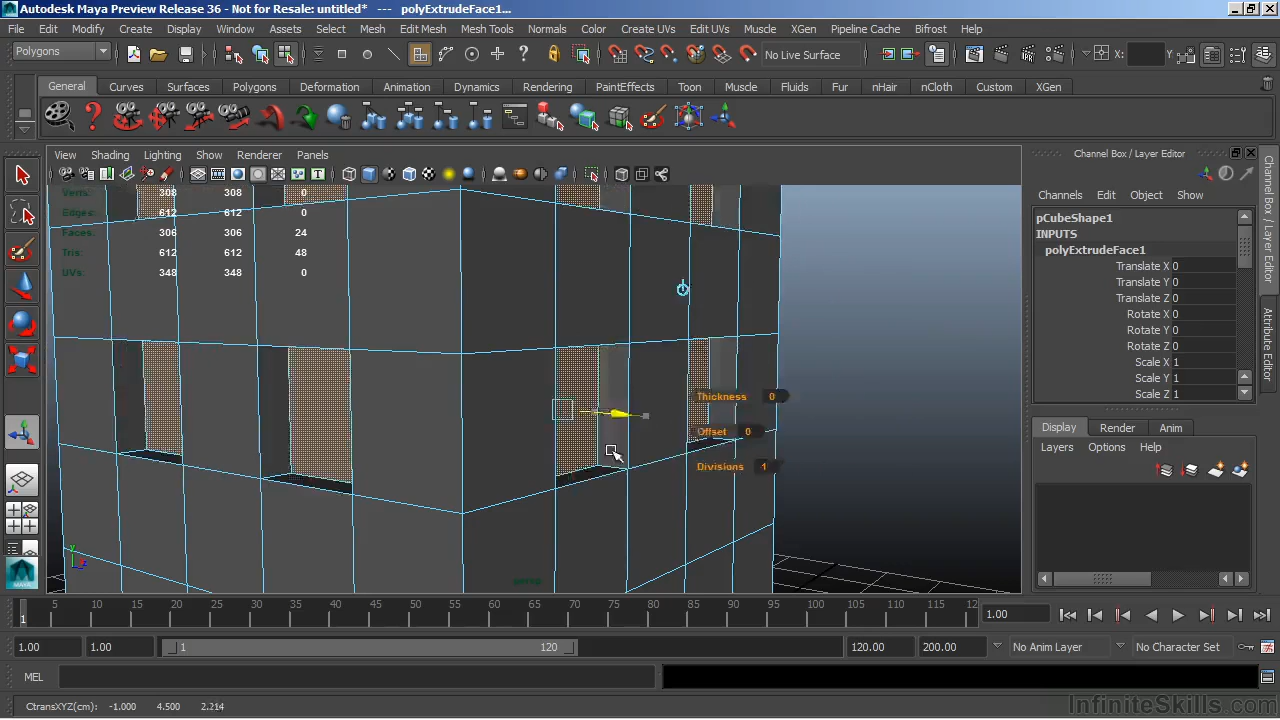 Autodesk Maya Preview Release 36 - Not for Resale: untitled* --- polyExtrudeFace1...
File Edit Modify Create Display Window Assets Select Mesh Edit Mesh Mesh Tools Normals Color Create UVs Edit UVs Muscle XGen Pipeline Cache Bifrost Help
Polygons No Live Surface X:
General Curves Surfaces Polygons Deformation Animation Dynamics Rendering PaintEffects Toon Muscle Fluids Fur nHair nCloth Custom XGen
View Shading Lighting Show Renderer Panels
Channel Box / Layer Editor
Channels Edit Object Show
pCubeShape1
INPUTS
polyExtrudeFace1
Translate X 0
Translate Y 0
Translate Z 0
Rotate X 0
Rotate Y 0
Rotate Z 0
Scale X 1
Scale Y 1
Scale Z 1
Channel Box / Layer Editor
Attribute Editor
Verts: 308 308 0
Edges: 612 612 0
Faces: 306 306 24
Tris: 612 612 48
UVs: 348 348 0
Thickness 0
Offset 0
Divisions 1
Display Render Anim
Layers Options Help
y
z
persp
1 5 10 15 20 25 30 35 40 45 50 55 60 65 70 75 80 85 90 95 100 105 110 115 12
1.00
1.00 1.00 1 120 120.00 200.00 No Anim Layer No Character Set
MEL
CtransXYZ(cm): -1.000 4.500 2.214
InfiniteSkills.com